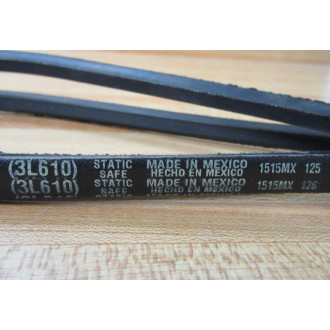 (3L610) STATIC SAFE MADE IN MEXICO HECHO EN MEXICO 1515MX 125
(3L610) STATIC SAFE MADE IN MEXICO HECHO EN MEXICO 1515MX 126